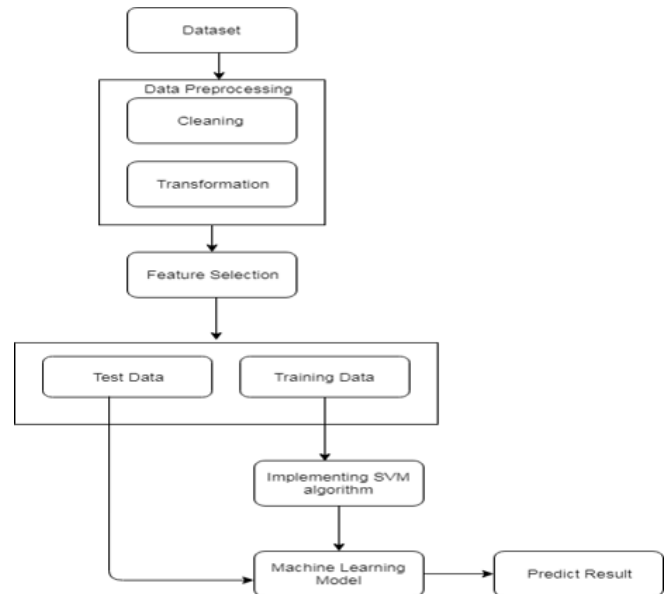 Dataset
Data Preprocessing
Cleaning
Transformation
Feature Selection
Test Data
Training Data
Implementing SVM
algorithm
Machine Learning
Model
Predict Result